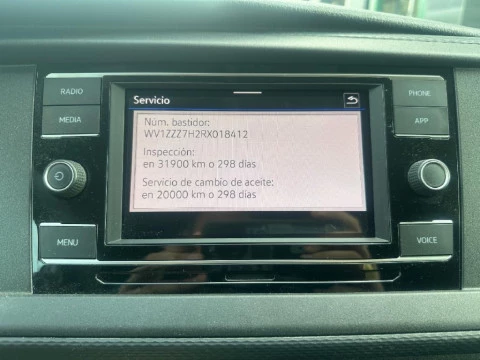 RADIO
MEDIA
MENU
Servicio
Núm. bastidor:
WV1ZZZ7H2RX018412
Inspección:
en 31900 km o 298 días
Servicio de cambio de aceite:
en 20000 km o 298 días
PHONE
APP
VOICE